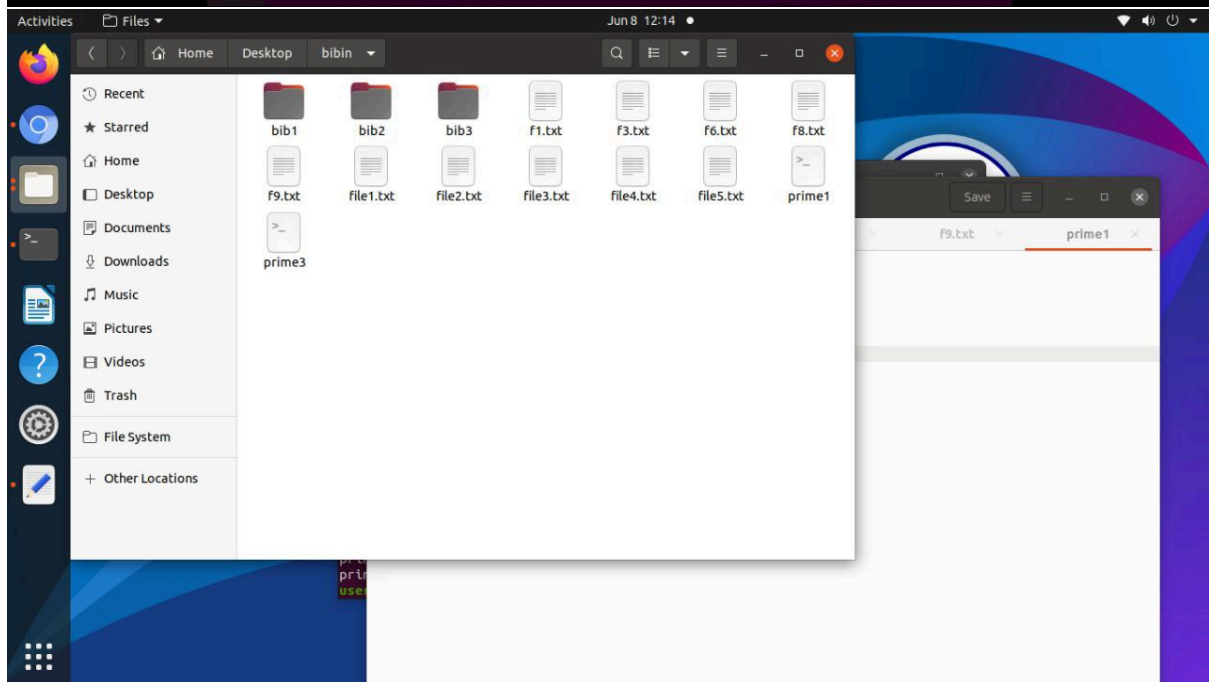 Activities Files Jun 8 12:14
Home Desktop bibin
Recent
Starred
Home
Desktop
Documents
Downloads
Music
Pictures
Videos
Trash
File System
+ Other Locations
bib1 bib2 bib3 f1.txt f3.txt f6.txt f8.txt
f9.txt file1.txt file2.txt file3.txt file4.txt file5.txt prime1
prime3
Save
f9.txt prime1